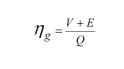 η_g = (V + E) / Q